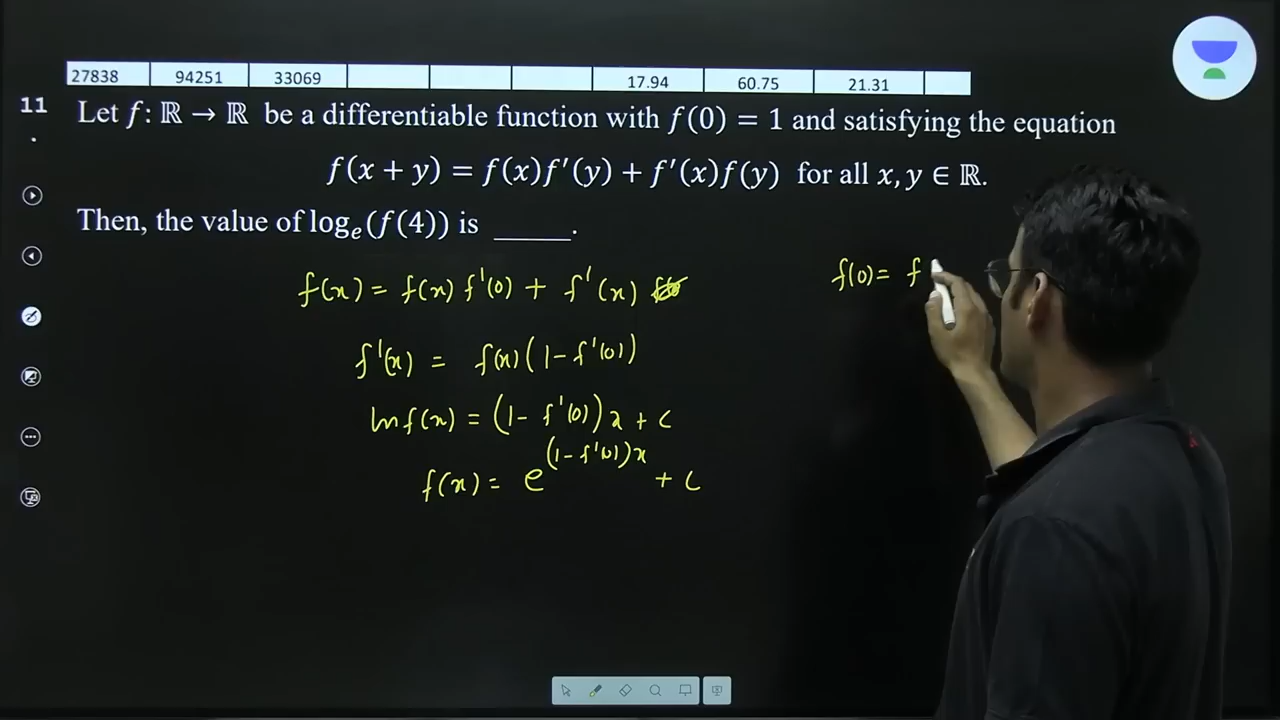 27838 94251 33069 17.94 60.75 21.31
11
.
Let f: ℝ → ℝ be a differentiable function with f(0) = 1 and satisfying the equation
f(x + y) = f(x)f′(y) + f′(x)f(y) for all x, y ∈ ℝ.
Then, the value of logₑ(f(4)) is _____.
f(x) = f(x) f'(0) + f'(x)
f(0) = f
f'(x) = f(x)(1 - f'(0))
ln f(x) = (1 - f'(0)) x + c
f(x) = e^(1 - f'(0))x + c